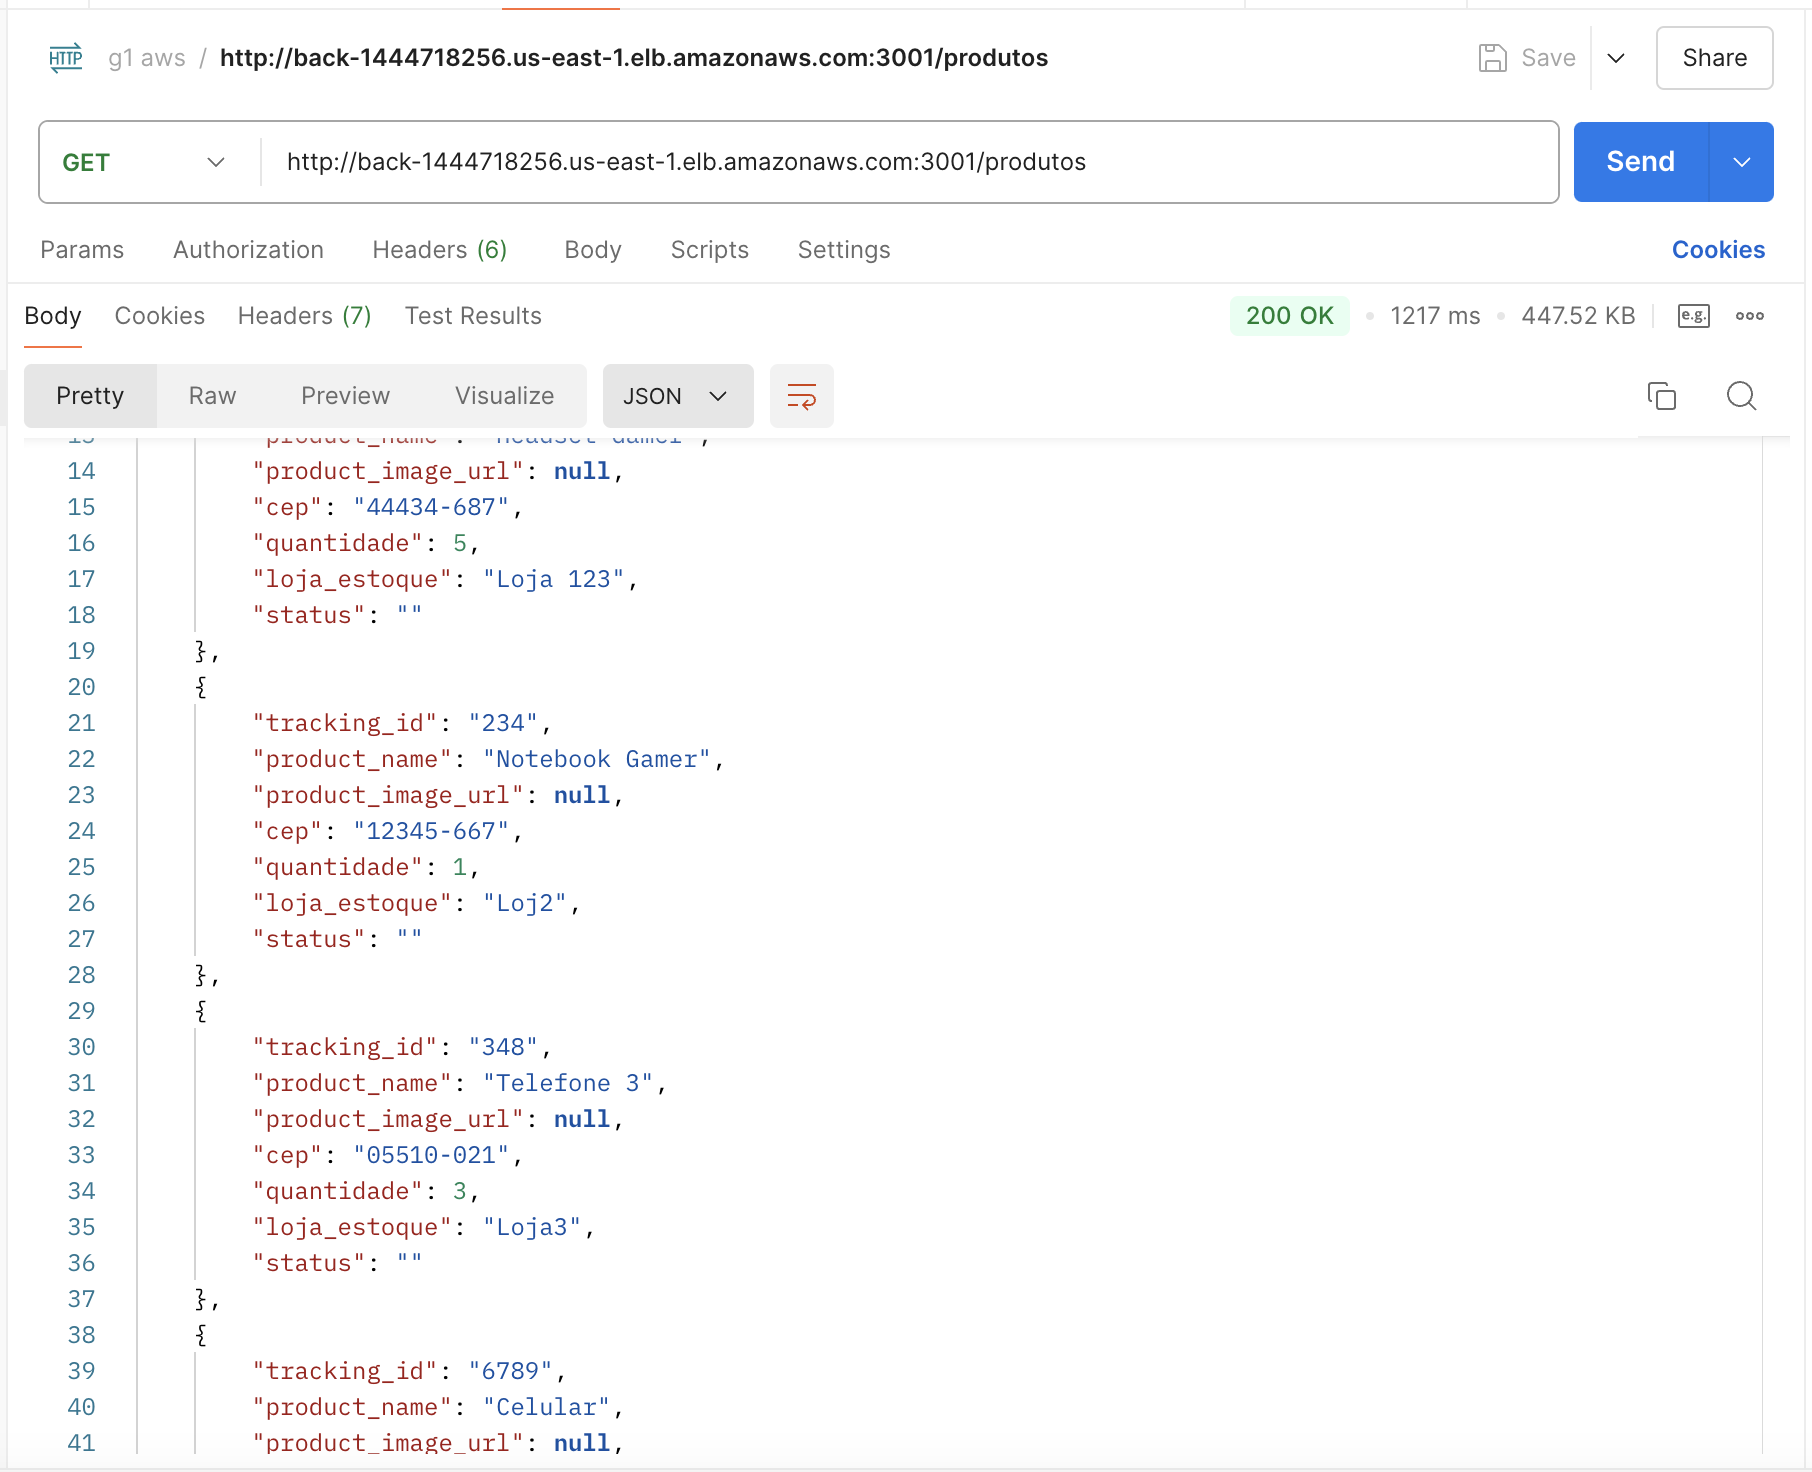 HTTP g1 aws / http://back-1444718256.us-east-1.elb.amazonaws.com:3001/produtos Save Share
GET http://back-1444718256.us-east-1.elb.amazonaws.com:3001/produtos Send
Params Authorization Headers (6) Body Scripts Settings Cookies
Body Cookies Headers (7) Test Results 200 OK • 1217 ms • 447.52 KB e.g.
Pretty Raw Preview Visualize JSON
13 "product_name": "Headset Gamer",
14 "product_image_url": null,
15 "cep": "44434-687",
16 "quantidade": 5,
17 "loja_estoque": "Loja 123",
18 "status": ""
19 },
20 {
21 "tracking_id": "234",
22 "product_name": "Notebook Gamer",
23 "product_image_url": null,
24 "cep": "12345-667",
25 "quantidade": 1,
26 "loja_estoque": "Loj2",
27 "status": ""
28 },
29 {
30 "tracking_id": "348",
31 "product_name": "Telefone 3",
32 "product_image_url": null,
33 "cep": "05510-021",
34 "quantidade": 3,
35 "loja_estoque": "Loja3",
36 "status": ""
37 },
38 {
39 "tracking_id": "6789",
40 "product_name": "Celular",
41 "product_image_url": null,